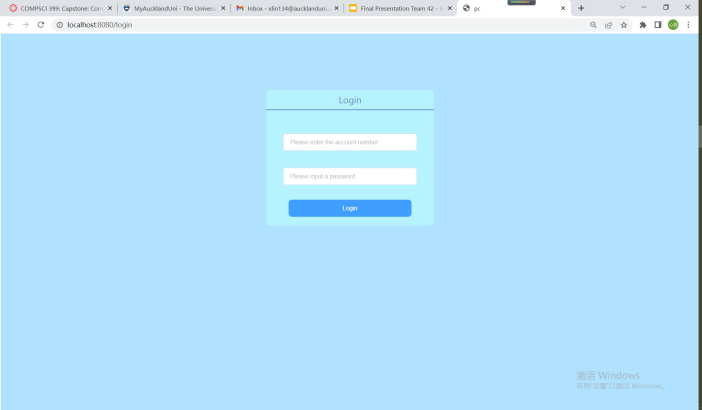 COMPSCI 399: Capstone: Com
MyAucklandUni - The Universi
Inbox - xlin134@aucklanduni.
Final Presentation Team 42 -
pc
localhost:8080/login
Login
Please enter the account number
Please input a password
Login
激活 Windows
转到"设置"以激活 Windows。